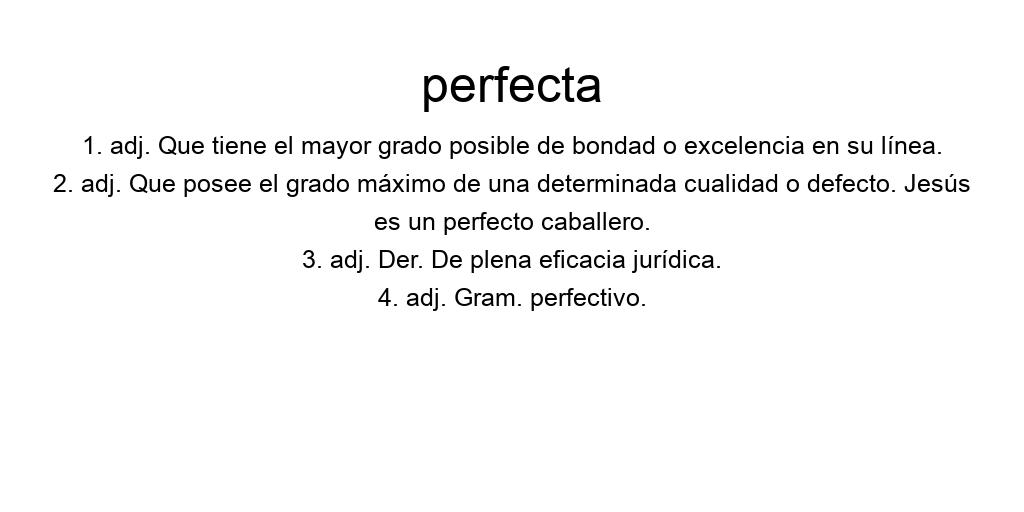 perfecta
1. adj. Que tiene el mayor grado posible de bondad o excelencia en su línea.
2. adj. Que posee el grado máximo de una determinada cualidad o defecto. Jesús
es un perfecto caballero.
3. adj. Der. De plena eficacia jurídica.
4. adj. Gram. perfectivo.